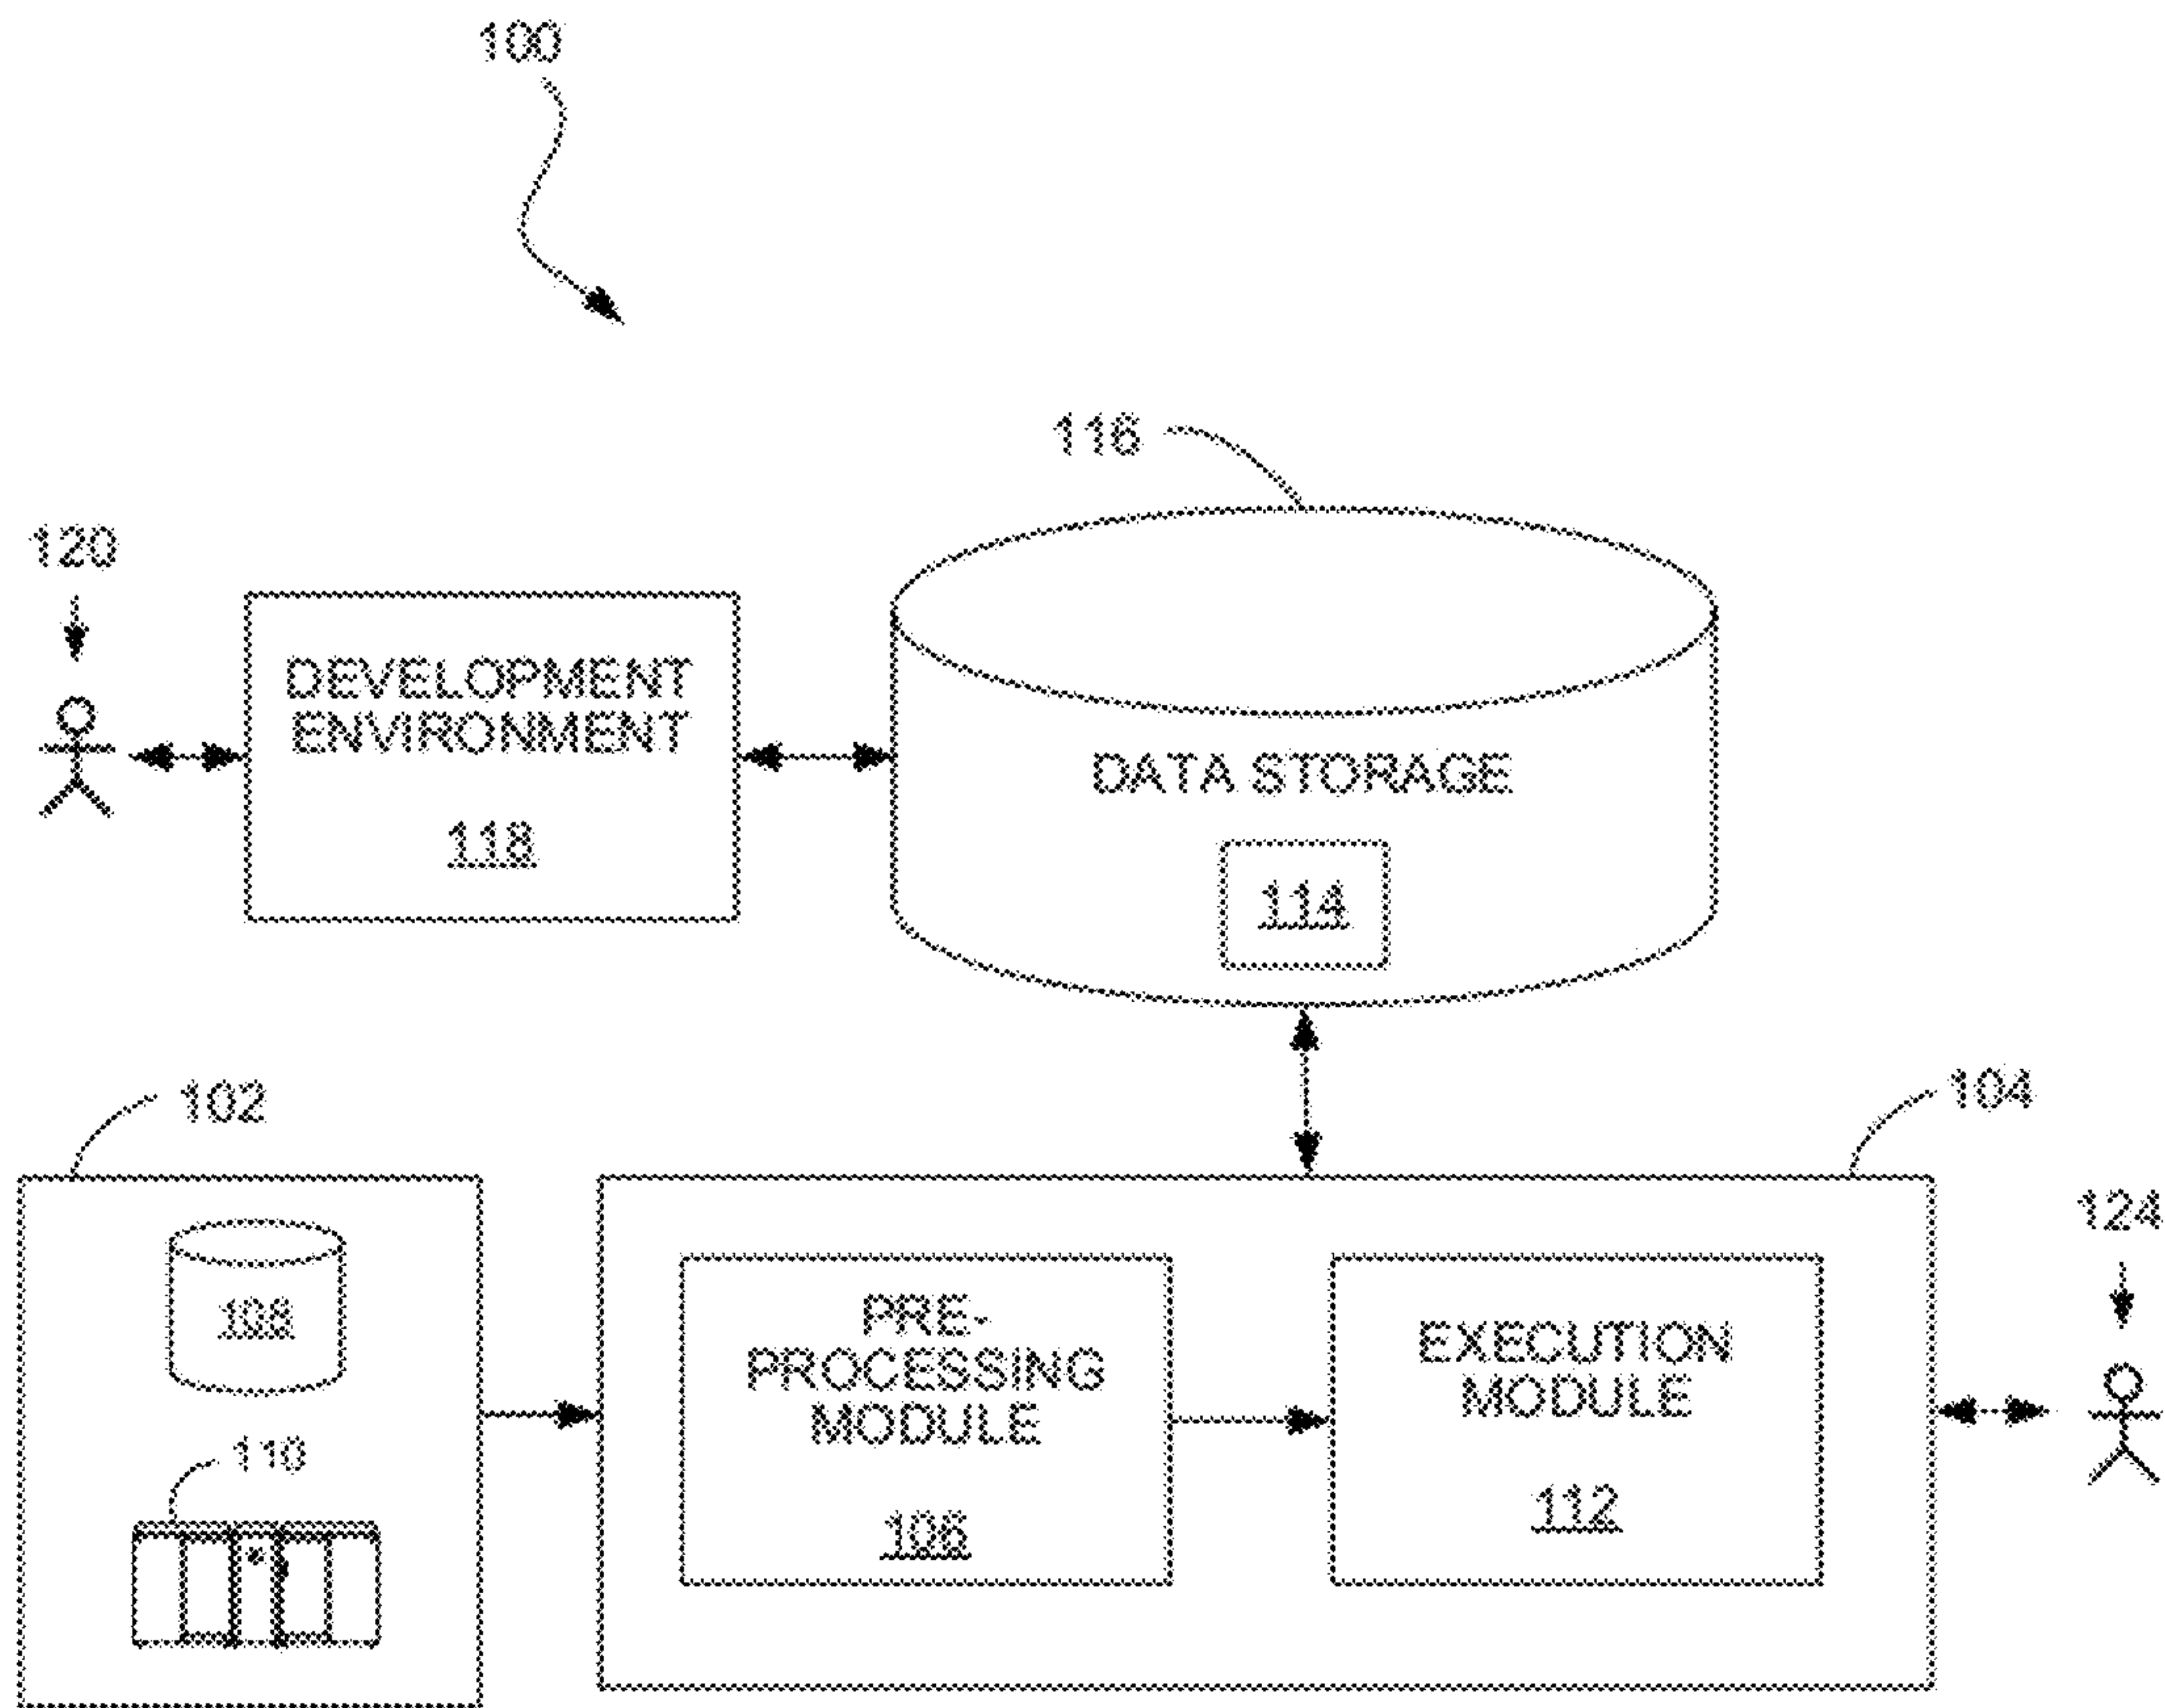 100
116
120
DEVELOPMENT
ENVIRONMENT
118
DATA STORAGE
114
102
104
124
108
110
PRE-
PROCESSING
MODULE
106
EXECUTION
MODULE
112